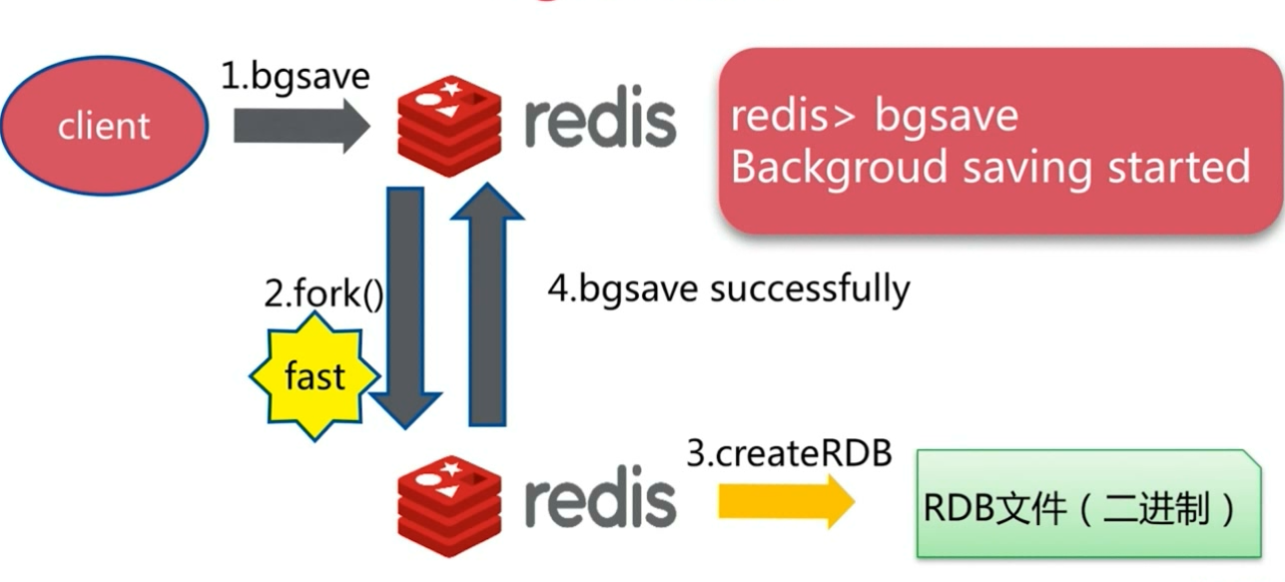 client
1.bgsave
redis
redis> bgsave
Backgroud saving started
2.fork()
fast
4.bgsave successfully
redis
3.createRDB
RDB文件（二进制）